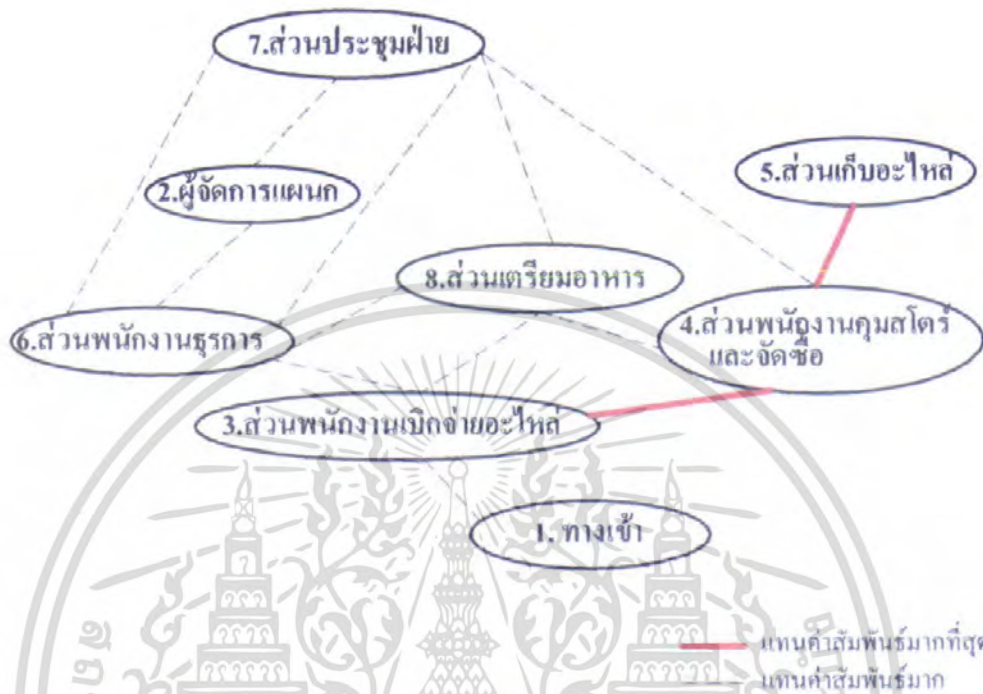 7.ส่วนประชุมฝ่าย
5.ส่วนเก็บอะไหล่
2.ผู้จัดการแผนก
8.ส่วนเตรียมอาหาร
6.ส่วนพนักงานธุรการ
4.ส่วนพนักงานคุมสโตร์
และจัดซื้อ
3.ส่วนพนักงานเบิกจ่ายอะไหล่
1. ทางเข้า
แทนค่าสัมพันธ์มากที่สุด
แทนค่าสัมพันธ์มาก